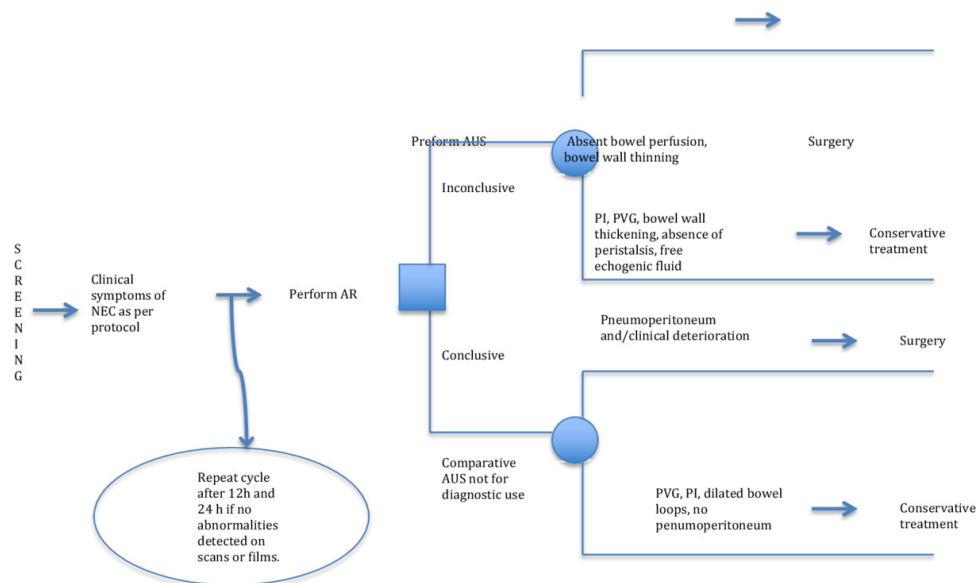 SCREENING
Clinical
symptoms of
NEC as per
protocol
Repeat cycle
after 12h and
24 h if no
abnormalities
detected on
scans or films.
Perform AR
Preform AUS
Inconclusive
Conclusive
Comparative
AUS not for
diagnostic use
Absent bowel perfusion,
bowel wall thinning
Surgery
PI, PVG, bowel wall
thickening, absence of
peristalsis, free
echogenic fluid
Conservative
treatment
Pneumoperitoneum
and/clinical deterioration
Surgery
PVG, PI, dilated bowel
loops, no
penumoperitoneum
Conservative
treatment